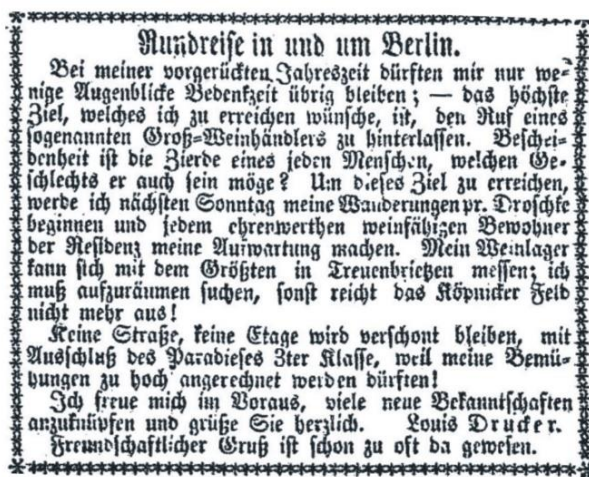 Rundreise in und um Berlin.
Bei meiner vorgerückten Jahreszeit dürften mir nur we-
nige Augenblicke Bedenkzeit übrig bleiben; — das höchste
Ziel, welches ich zu erreichen wünsche, ist, den Ruf eines
sogenannten Groß-Weinhändlers zu hinterlassen. Beschei-
denheit ist die Zierde eines jeden Menschen, welchen Ge-
schlechts er auch sein möge? Um dieses Ziel zu erreichen,
werde ich nächsten Sonntag meine Wanderungen pr. Droschke
beginnen und jedem ehrenwerthen weinfähigen Bewohner
der Residenz meine Aufwartung machen. Mein Weinlager
kann sich mit dem Größten in Treuenbrietzen messen; ich
muß aufzuräumen suchen, sonst reicht das Köpnicker Feld
nicht mehr aus!
Keine Straße, keine Etage wird verschont bleiben, mit
Ausschluß des Paradieses 3ter Klasse, weil meine Bemü-
hungen zu hoch angerechnet werden dürften!
Ich freue mich im Voraus, viele neue Bekanntschaften
anzuknüpfen und grüße Sie herzlich. Louis Drucker.
Freundschaftlicher Gruß ist schon zu oft da gewesen.